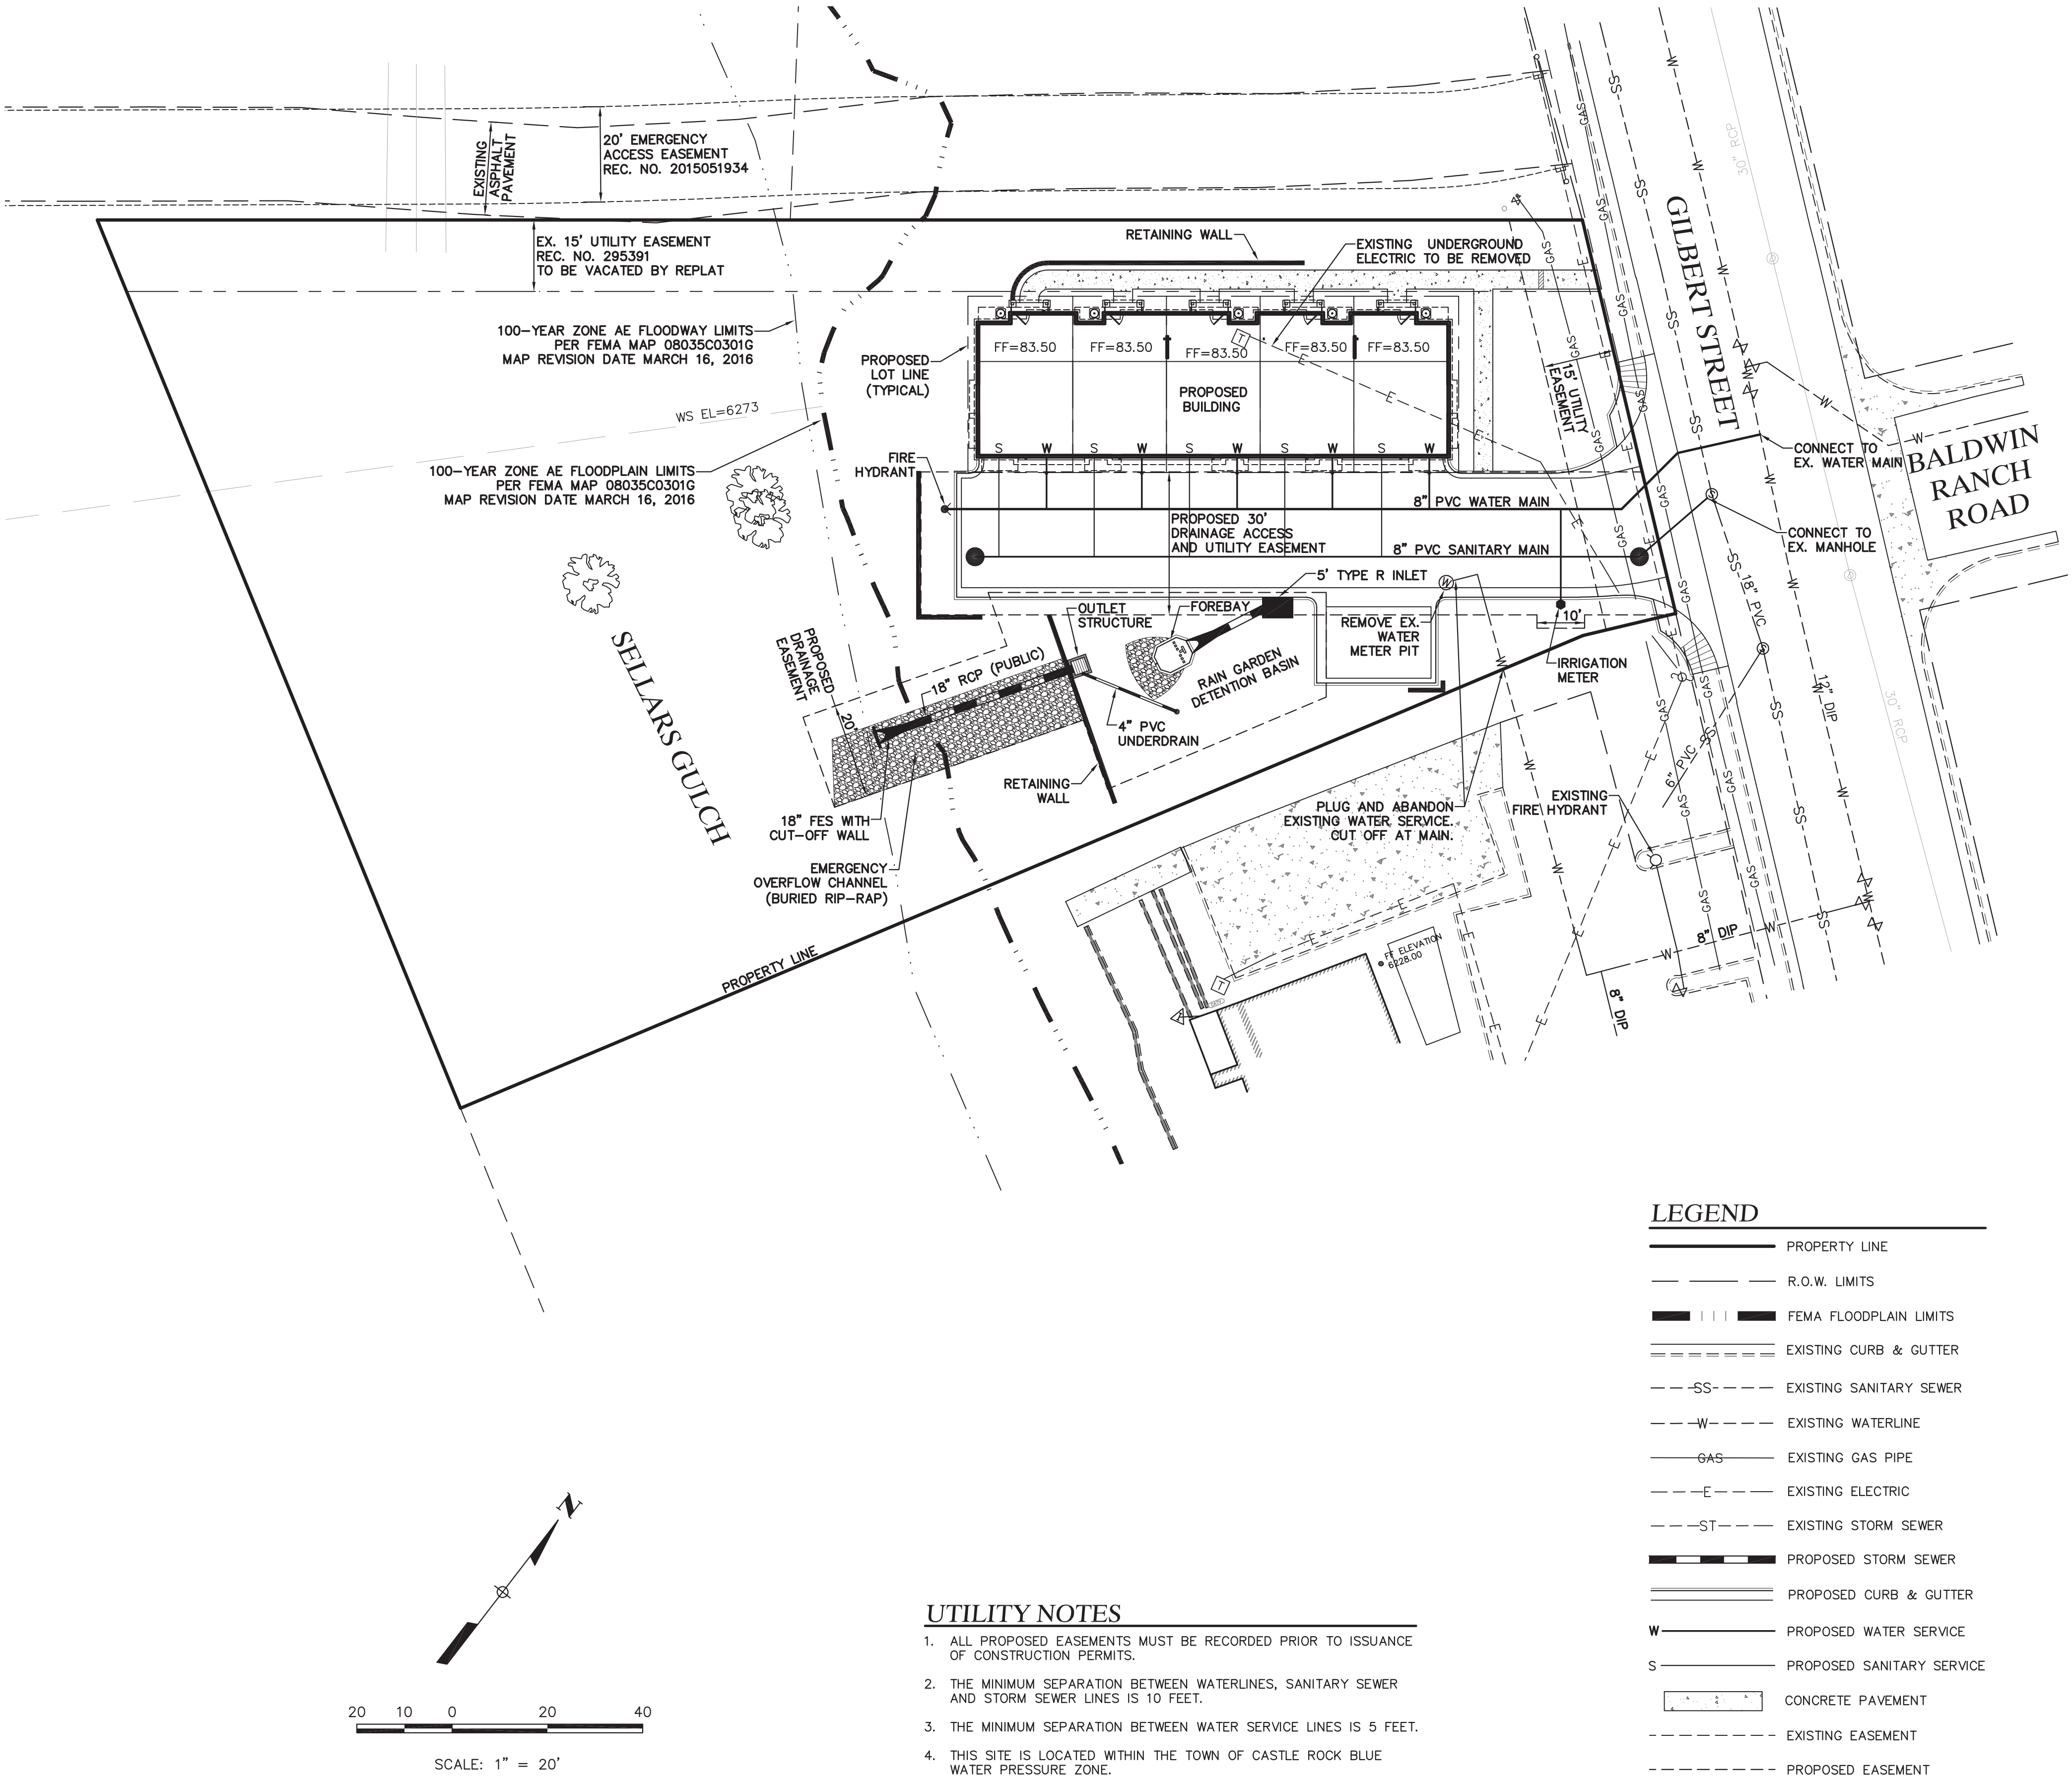 EXISTING
ASPHALT
PAVEMENT
20' EMERGENCY
ACCESS EASEMENT
REC. NO. 2015051934
EX. 15' UTILITY EASEMENT
REC. NO. 295391
TO BE VACATED BY REPLAT
100-YEAR ZONE AE FLOODWAY LIMITS
PER FEMA MAP 08035C0301G
MAP REVISION DATE MARCH 16, 2016
WS EL=6273
100-YEAR ZONE AE FLOODPLAIN LIMITS
PER FEMA MAP 08035C0301G
MAP REVISION DATE MARCH 16, 2016
RETAINING WALL
EXISTING UNDERGROUND
ELECTRIC TO BE REMOVED
PROPOSED
LOT LINE
(TYPICAL)
FF=83.50
FF=83.50
FF=83.50
FF=83.50
FF=83.50
T
PROPOSED
BUILDING
S W S W S W S W S W
FIRE
HYDRANT
8" PVC WATER MAIN
PROPOSED 30'
DRAINAGE ACCESS
AND UTILITY EASEMENT
8" PVC SANITARY MAIN
15' UTILITY
EASEMENT
GILBERT STREET
30" RCP
BALDWIN
RANCH
ROAD
CONNECT TO
EX. WATER MAIN
CONNECT TO
EX. MANHOLE
5' TYPE R INLET
OUTLET
STRUCTURE
FOREBAY
REMOVE EX.
WATER
METER PIT
W
10'
IRRIGATION
METER
RAIN GARDEN
DETENTION BASIN
PROPOSED
DRAINAGE
EASEMENT
20'
18" RCP (PUBLIC)
4" PVC
UNDERDRAIN
RETAINING
WALL
18" FES WITH
CUT-OFF WALL
EMERGENCY
OVERFLOW CHANNEL
(BURIED RIP-RAP)
SELLARS GULCH
PROPERTY LINE
PLUG AND ABANDON
EXISTING WATER SERVICE.
CUT OFF AT MAIN.
EXISTING
FIRE HYDRANT
18" PVC
12" DIP
30" RCP
6" PVC
8" DIP
8" DIP
FF ELEVATION
6228.00
T
GAS
SS
W
E
LEGEND
PROPERTY LINE
R.O.W. LIMITS
FEMA FLOODPLAIN LIMITS
EXISTING CURB & GUTTER
SS EXISTING SANITARY SEWER
W EXISTING WATERLINE
GAS EXISTING GAS PIPE
E EXISTING ELECTRIC
ST EXISTING STORM SEWER
PROPOSED STORM SEWER
PROPOSED CURB & GUTTER
W PROPOSED WATER SERVICE
S PROPOSED SANITARY SERVICE
CONCRETE PAVEMENT
EXISTING EASEMENT
PROPOSED EASEMENT
N
20 10 0 20 40
SCALE: 1" = 20'
UTILITY NOTES
1. ALL PROPOSED EASEMENTS MUST BE RECORDED PRIOR TO ISSUANCE
OF CONSTRUCTION PERMITS.
2. THE MINIMUM SEPARATION BETWEEN WATERLINES, SANITARY SEWER
AND STORM SEWER LINES IS 10 FEET.
3. THE MINIMUM SEPARATION BETWEEN WATER SERVICE LINES IS 5 FEET.
4. THIS SITE IS LOCATED WITHIN THE TOWN OF CASTLE ROCK BLUE
WATER PRESSURE ZONE.